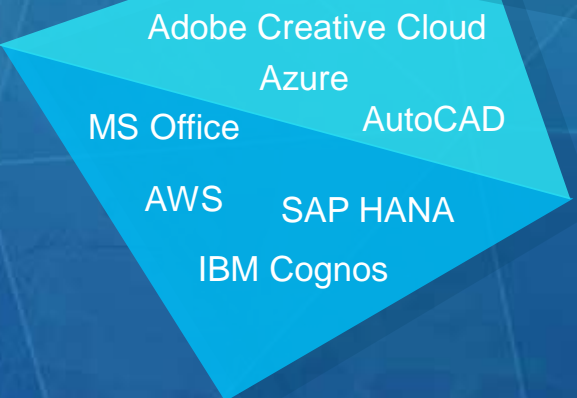 Adobe Creative Cloud
Azure
MS Office
AutoCAD
AWS
SAP HANA
IBM Cognos